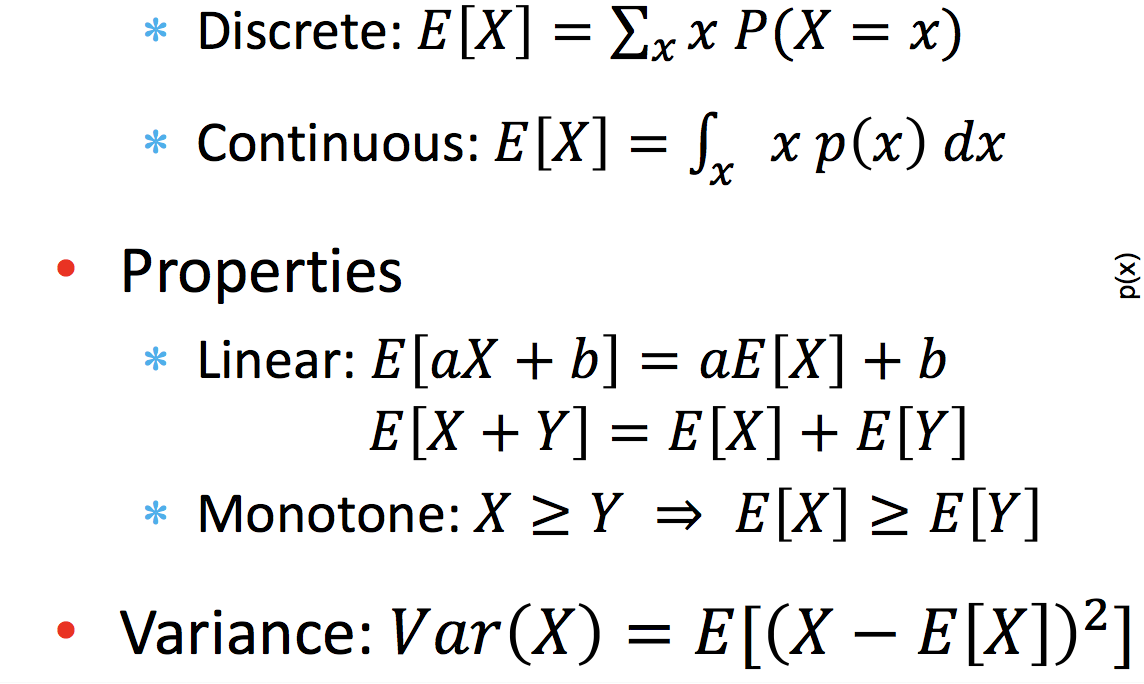 * Discrete: E[X] = ∑ₓ x P(X = x)
* Continuous: E[X] = ∫ₓ x p(x) dx
• Properties
p(x)
* Linear: E[aX + b] = aE[X] + b
E[X + Y] = E[X] + E[Y]
* Monotone: X ≥ Y ⇒ E[X] ≥ E[Y]
• Variance: Var(X) = E[(X − E[X])²]